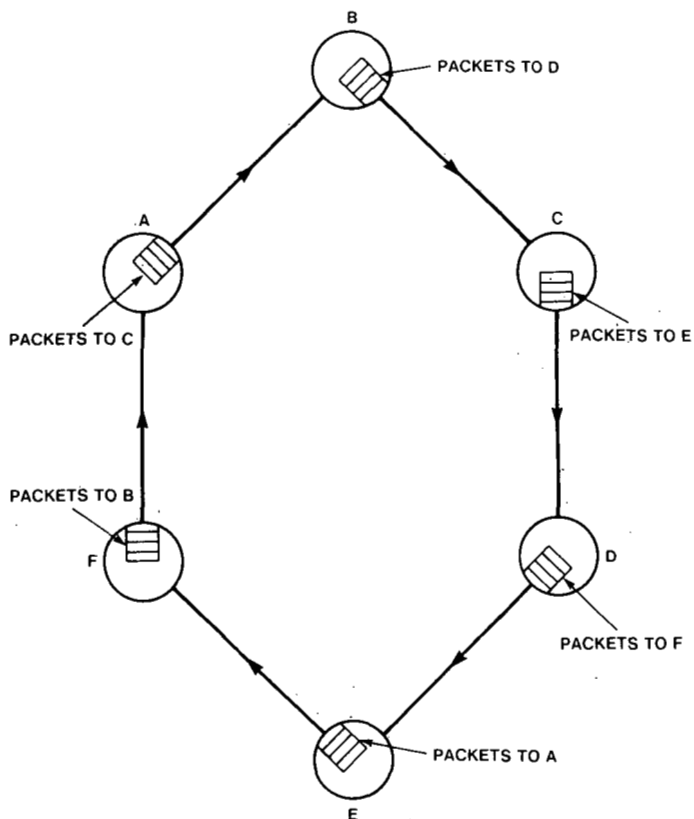 B
PACKETS TO D
A
C
PACKETS TO C
PACKETS TO E
PACKETS TO B
F
D
PACKETS TO F
PACKETS TO A
E